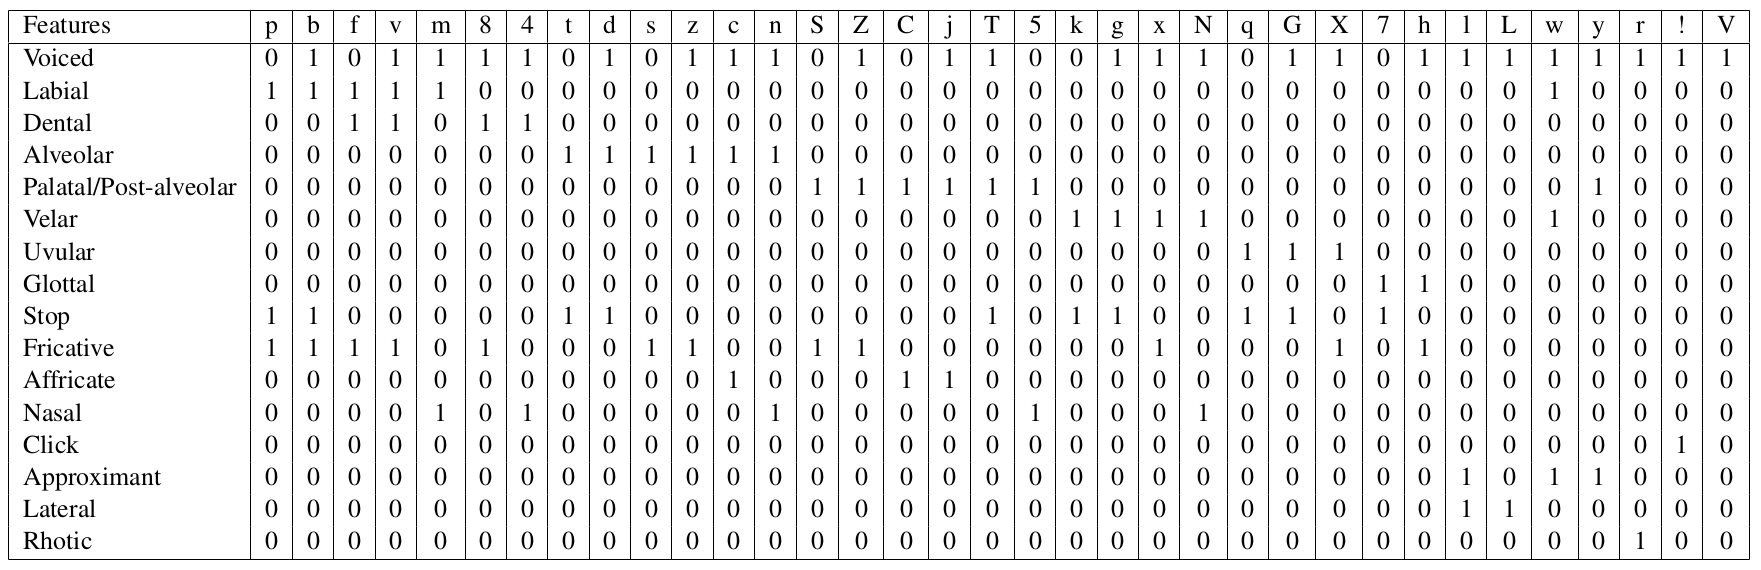 Features p b f v m 8 4 t d s z c n S Z C j T 5 k g x N q G X 7 h l L w y r ! V
Voiced 0 1 0 1 1 1 1 0 1 0 1 1 1 0 1 0 1 1 0 0 1 1 1 0 1 1 0 1 1 1 1 1 1 1 1
Labial 1 1 1 1 1 0 0 0 0 0 0 0 0 0 0 0 0 0 0 0 0 0 0 0 0 0 0 0 0 0 1 0 0 0 0
Dental 0 0 1 1 0 1 1 0 0 0 0 0 0 0 0 0 0 0 0 0 0 0 0 0 0 0 0 0 0 0 0 0 0 0 0
Alveolar 0 0 0 0 0 0 0 1 1 1 1 1 1 0 0 0 0 0 0 0 0 0 0 0 0 0 0 0 0 0 0 0 0 0 0
Palatal/Post-alveolar 0 0 0 0 0 0 0 0 0 0 0 0 0 1 1 1 1 1 1 0 0 0 0 0 0 0 0 0 0 0 0 1 0 0 0
Velar 0 0 0 0 0 0 0 0 0 0 0 0 0 0 0 0 0 0 0 1 1 1 1 0 0 0 0 0 0 0 1 0 0 0 0
Uvular 0 0 0 0 0 0 0 0 0 0 0 0 0 0 0 0 0 0 0 0 0 0 0 1 1 1 0 0 0 0 0 0 0 0 0
Glottal 0 0 0 0 0 0 0 0 0 0 0 0 0 0 0 0 0 0 0 0 0 0 0 0 0 0 1 1 0 0 0 0 0 0 0
Stop 1 1 0 0 0 0 0 1 1 0 0 0 0 0 0 0 0 1 0 1 1 0 0 1 1 0 1 0 0 0 0 0 0 0 0
Fricative 1 1 1 1 0 1 0 0 0 1 1 0 0 1 1 0 0 0 0 0 0 1 0 0 0 1 0 1 0 0 0 0 0 0 0
Affricate 0 0 0 0 0 0 0 0 0 0 0 1 0 0 0 1 1 0 0 0 0 0 0 0 0 0 0 0 0 0 0 0 0 0 0
Nasal 0 0 0 0 1 0 1 0 0 0 0 0 1 0 0 0 0 0 1 0 0 0 1 0 0 0 0 0 0 0 0 0 0 0 0
Click 0 0 0 0 0 0 0 0 0 0 0 0 0 0 0 0 0 0 0 0 0 0 0 0 0 0 0 0 0 0 0 0 0 1 0
Approximant 0 0 0 0 0 0 0 0 0 0 0 0 0 0 0 0 0 0 0 0 0 0 0 0 0 0 0 0 1 0 1 1 0 0 0
Lateral 0 0 0 0 0 0 0 0 0 0 0 0 0 0 0 0 0 0 0 0 0 0 0 0 0 0 0 0 1 1 0 0 0 0 0
Rhotic 0 0 0 0 0 0 0 0 0 0 0 0 0 0 0 0 0 0 0 0 0 0 0 0 0 0 0 0 0 0 0 0 1 0 0